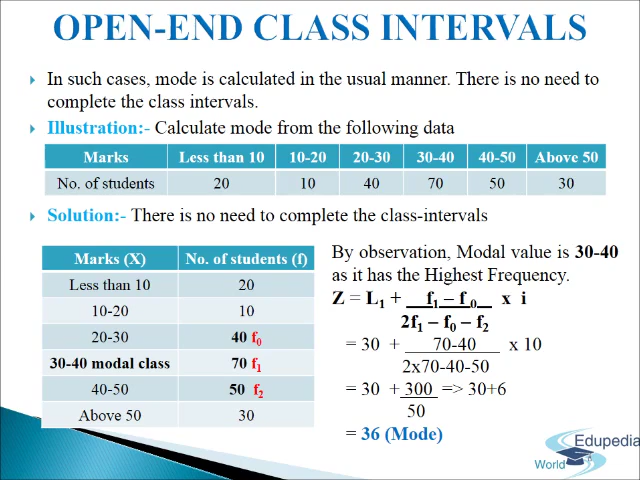 OPEN-END CLASS INTERVALS
In such cases, mode is calculated in the usual manner. There is no need to
complete the class intervals.
Illustration:- Calculate mode from the following data
Marks Less than 10 10-20 20-30 30-40 40-50 Above 50
No. of students 20 10 40 70 50 30
Solution:- There is no need to complete the class-intervals
Marks (X) No. of students (f)
Less than 10 20
10-20 10
20-30 40 f₀
30-40 modal class 70 f₁
40-50 50 f₂
Above 50 30
By observation, Modal value is 30-40
as it has the Highest Frequency.
Z = L₁ + f₁ – f ₀ x i
2f₁ – f₀ – f₂
= 30 + 70-40 x 10
2x70-40-50
= 30 + 300 => 30+6
50
= 36 (Mode)
Edupedia
World